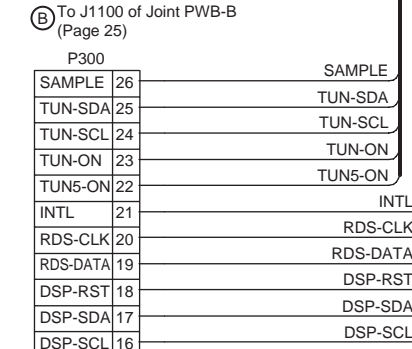 B To J1100 of Joint PWB-B
(Page 25)
P300
SAMPLE 26 SAMPLE
TUN-SDA 25 TUN-SDA
TUN-SCL 24 TUN-SCL
TUN-ON 23 TUN-ON
TUN5-ON 22 TUN5-ON
INTL 21 INTL
RDS-CLK 20 RDS-CLK
RDS-DATA 19 RDS-DATA
DSP-RST 18 DSP-RST
DSP-SDA 17 DSP-SDA
DSP-SCL 16 DSP-SCL